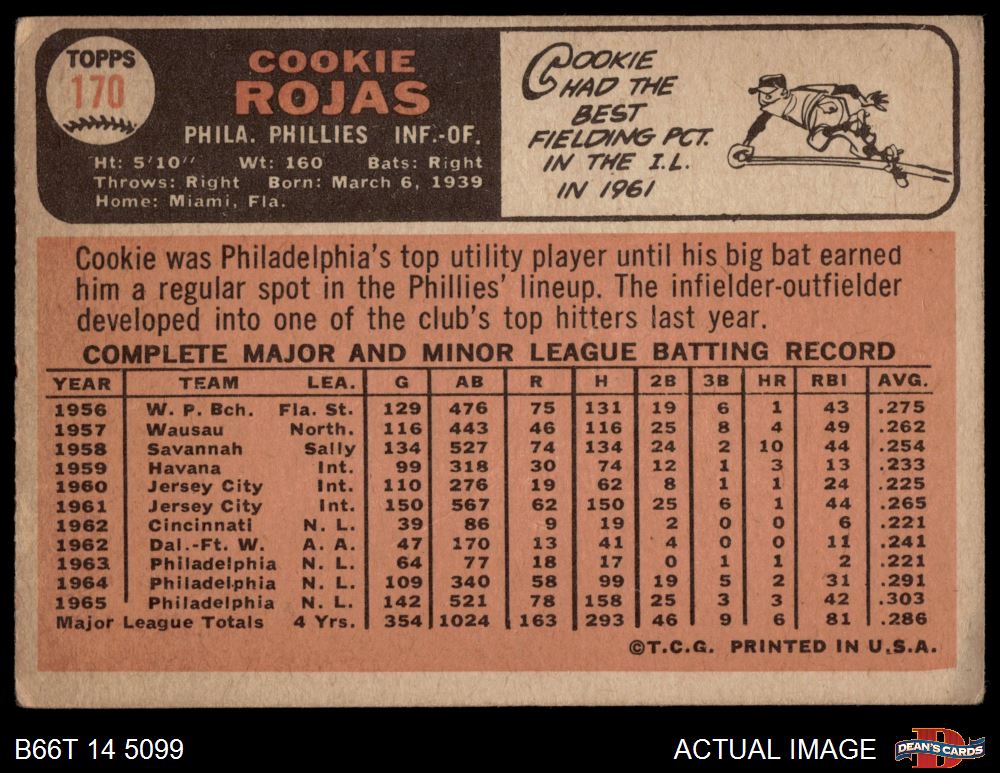 TOPPS
170
COOKIE
ROJAS
PHILA. PHILLIES INF.-OF.
Ht: 5'10" Wt: 160 Bats: Right
Throws: Right Born: March 6, 1939
Home: Miami, Fla.
COOKIE
HAD THE
BEST
FIELDING PCT.
IN THE I.L.
IN 1961
Cookie was Philadelphia's top utility player until his big bat earned
him a regular spot in the Phillies' lineup. The infielder-outfielder
developed into one of the club's top hitters last year.
COMPLETE MAJOR AND MINOR LEAGUE BATTING RECORD
YEAR TEAM LEA. G AB R H 2B 3B HR RBI AVG.
1956 W. P. Bch. Fla. St. 129 476 75 131 19 6 1 43 .275
1957 Wausau North. 116 443 46 116 25 8 4 49 .262
1958 Savannah Sally 134 527 74 134 24 2 10 44 .254
1959 Havana Int. 99 318 30 74 12 1 3 13 .233
1960 Jersey City Int. 110 276 19 62 8 1 1 24 .225
1961 Jersey City Int. 150 567 62 150 25 6 1 44 .265
1962 Cincinnati N. L. 39 86 9 19 2 0 0 6 .221
1962 Dal.-Ft. W. A. A. 47 170 13 41 4 0 0 11 .241
1963 Philadelphia N. L. 64 77 18 17 0 1 1 2 .221
1964 Philadelphia N. L. 109 340 58 99 19 5 2 31 .291
1965 Philadelphia N. L. 142 521 78 158 25 3 3 42 .303
Major League Totals 4 Yrs. 354 1024 163 293 46 9 6 81 .286
©T.C.G. PRINTED IN U.S.A.
B66T 14 5099
ACTUAL IMAGE
D
DEAN'S CARDS